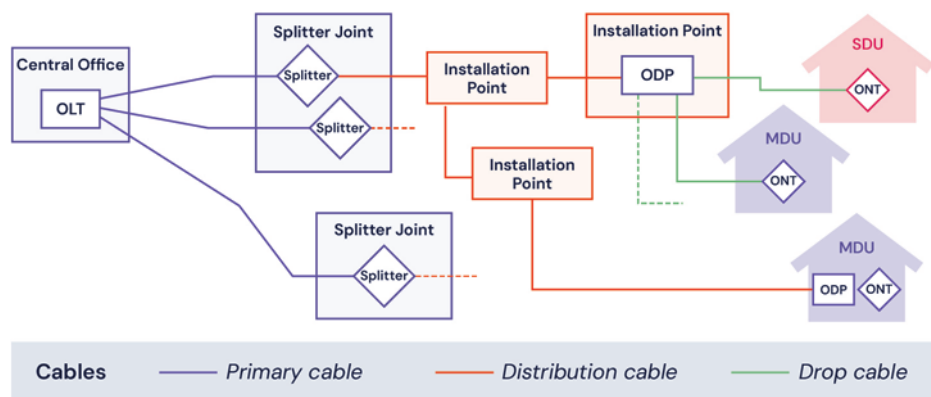 Central Office
OLT
Splitter Joint
Splitter
Splitter
Splitter Joint
Splitter
Installation
Point
Installation
Point
Installation Point
ODP
SDU
ONT
MDU
ONT
MDU
ODP
ONT
Cables
Primary cable
Distribution cable
Drop cable